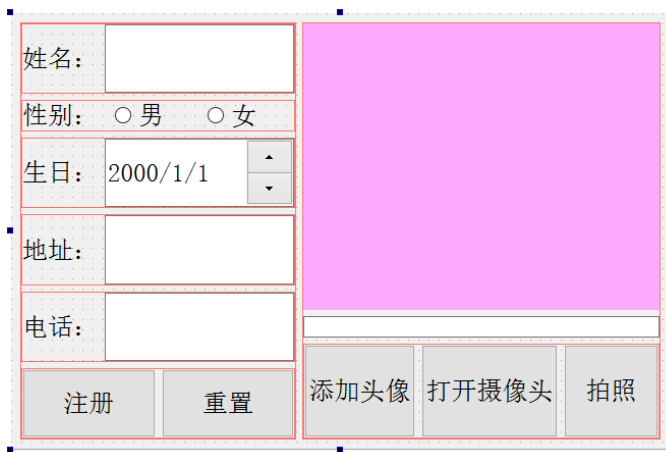 姓名：
性别： 男 女
生日： 2000/1/1
地址：
电话：
注册 重置
添加头像 打开摄像头 拍照